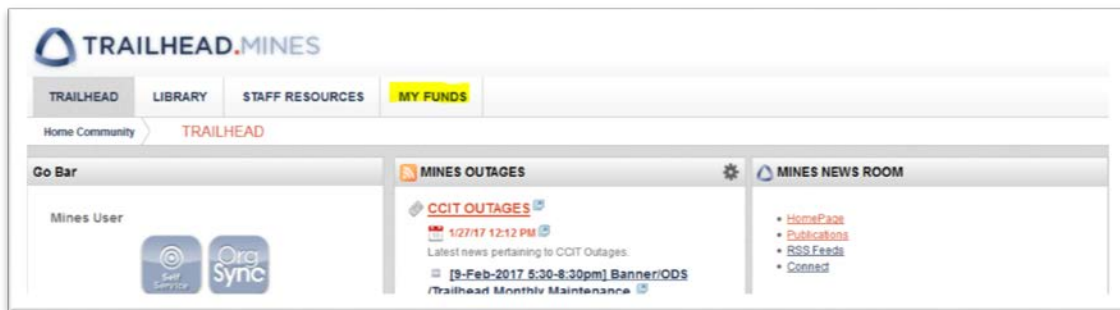 TRAILHEAD.MINES
TRAILHEAD LIBRARY STAFF RESOURCES MY FUNDS
Home Community TRAILHEAD
Go Bar
Mines User
Self Service
Org Sync
MINES OUTAGES
CCIT OUTAGES
1/27/17 12:12 PM
Latest news pertaining to CCIT Outages.
[9-Feb-2017 5:30-8:30pm] Banner/ODS
/Trailhead Monthly Maintenance
MINES NEWS ROOM
HomePage
Publications
RSS Feeds
Connect